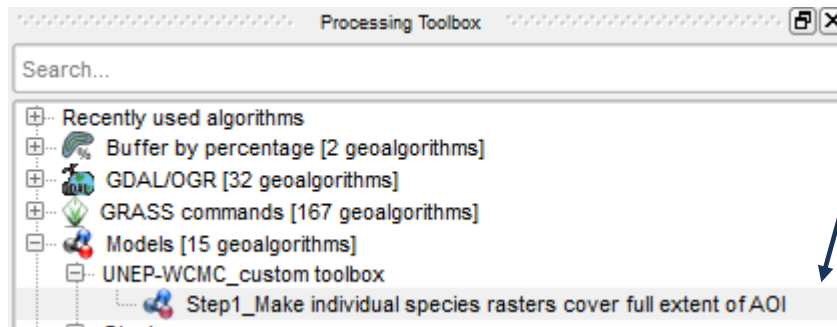 Processing Toolbox
Search...
Recently used algorithms
Buffer by percentage [2 geoalgorithms]
GDAL/OGR [32 geoalgorithms]
GRASS commands [167 geoalgorithms]
Models [15 geoalgorithms]
UNEP-WCMC_custom toolbox
Step1_Make individual species rasters cover full extent of AOI